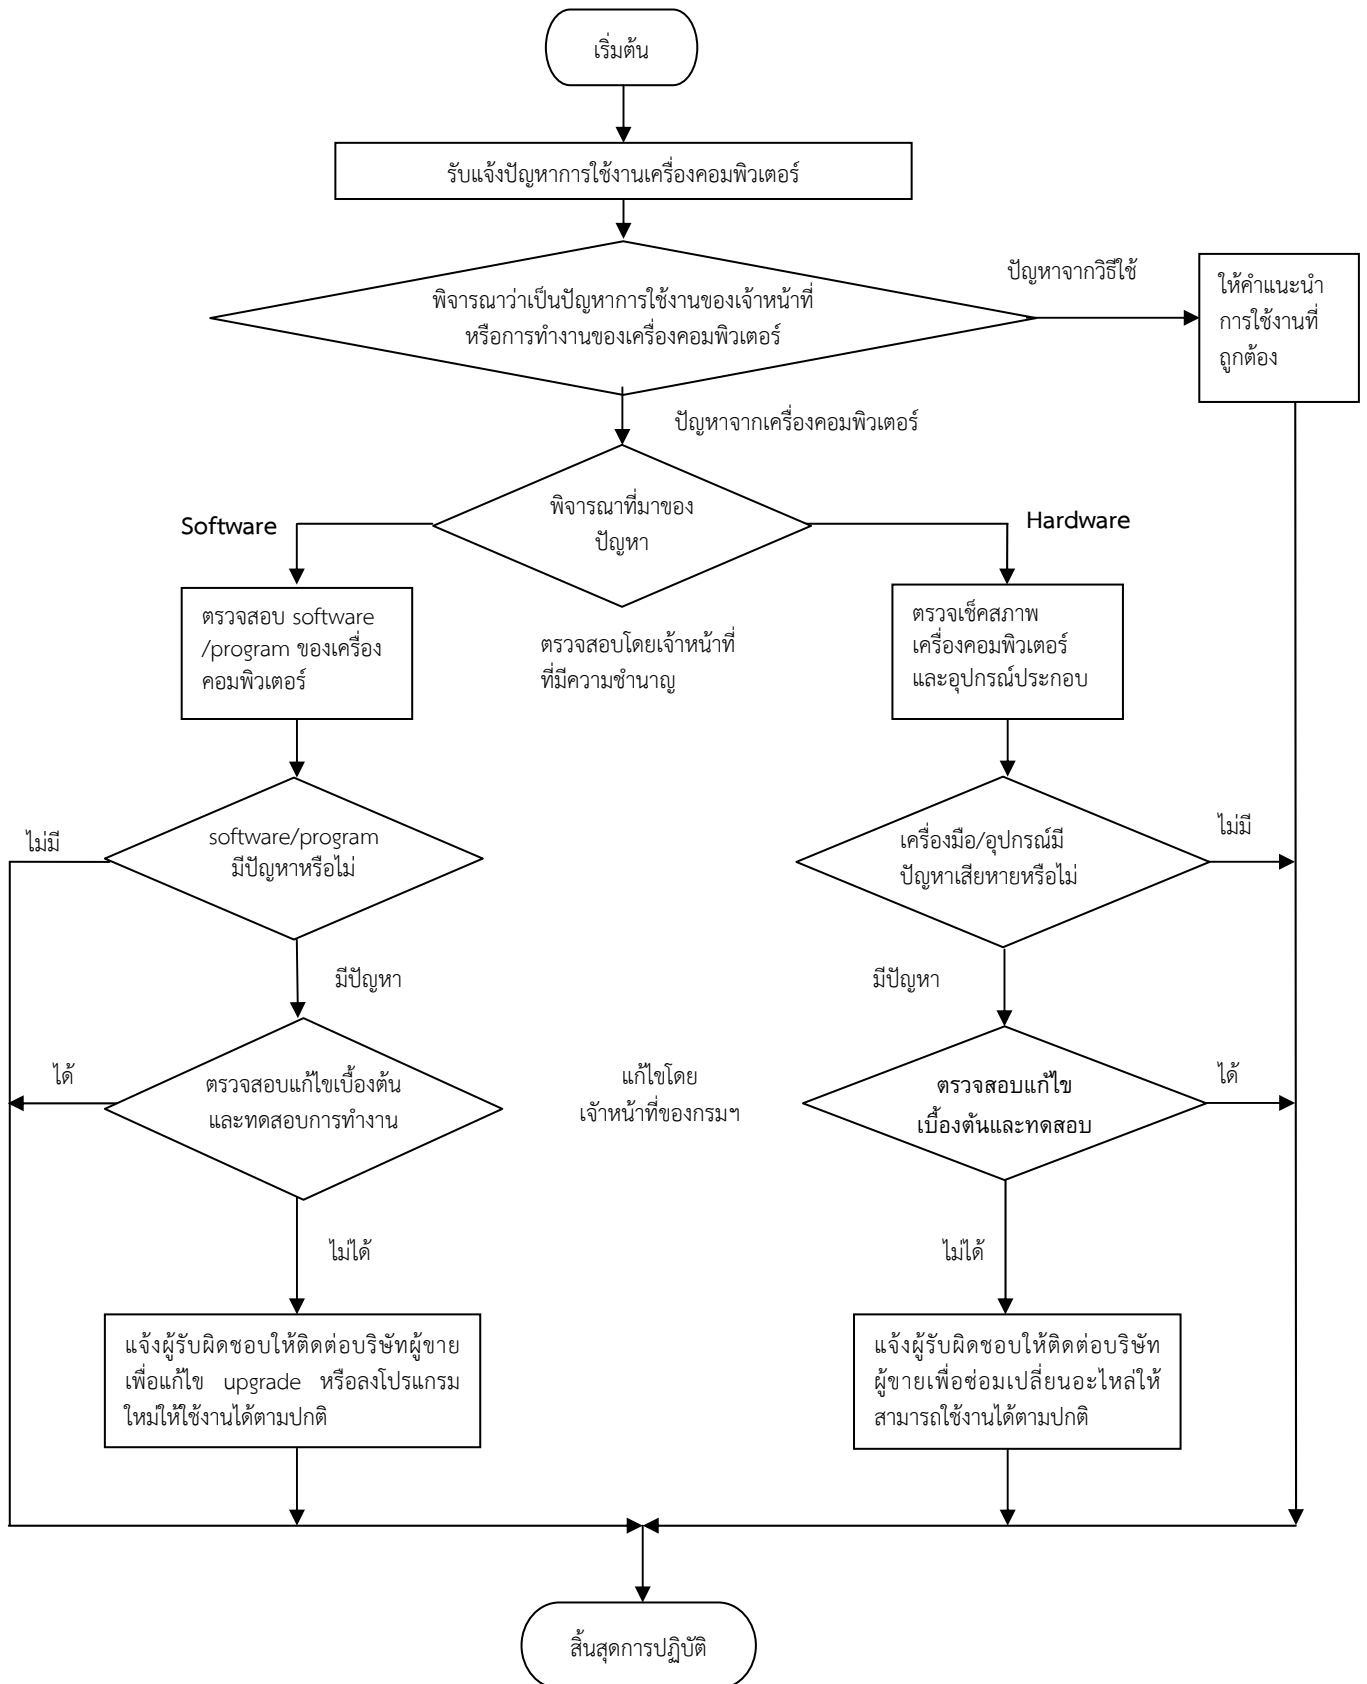 เริ่มต้น
รับแจ้งปัญหาการใช้งานเครื่องคอมพิวเตอร์
พิจารณาว่าเป็นปัญหาการใช้งานของเจ้าหน้าที่
หรือการทำงานของเครื่องคอมพิวเตอร์
ปัญหาจากวิธีใช้
ให้คำแนะนำ
การใช้งานที่
ถูกต้อง
ปัญหาจากเครื่องคอมพิวเตอร์
พิจารณาที่มาของ
ปัญหา
Software
Hardware
ตรวจสอบ software
/program ของเครื่อง
คอมพิวเตอร์
ตรวจสอบโดยเจ้าหน้าที่
ที่มีความชำนาญ
ตรวจเช็คสภาพ
เครื่องคอมพิวเตอร์
และอุปกรณ์ประกอบ
ไม่มี
software/program
มีปัญหาหรือไม่
เครื่องมือ/อุปกรณ์มี
ปัญหาเสียหายหรือไม่
ไม่มี
มีปัญหา
มีปัญหา
ได้
ตรวจสอบแก้ไขเบื้องต้น
และทดสอบการทำงาน
แก้ไขโดย
เจ้าหน้าที่ของกรมฯ
ตรวจสอบแก้ไข
เบื้องต้นและทดสอบ
ได้
ไม่ได้
ไม่ได้
แจ้งผู้รับผิดชอบให้ติดต่อบริษัทผู้ขาย
เพื่อแก้ไข upgrade หรือลงโปรแกรม
ใหม่ให้ใช้งานได้ตามปกติ
แจ้งผู้รับผิดชอบให้ติดต่อบริษัท
ผู้ขายเพื่อซ่อมเปลี่ยนอะไหล่ให้
สามารถใช้งานได้ตามปกติ
สิ้นสุดการปฏิบัติ